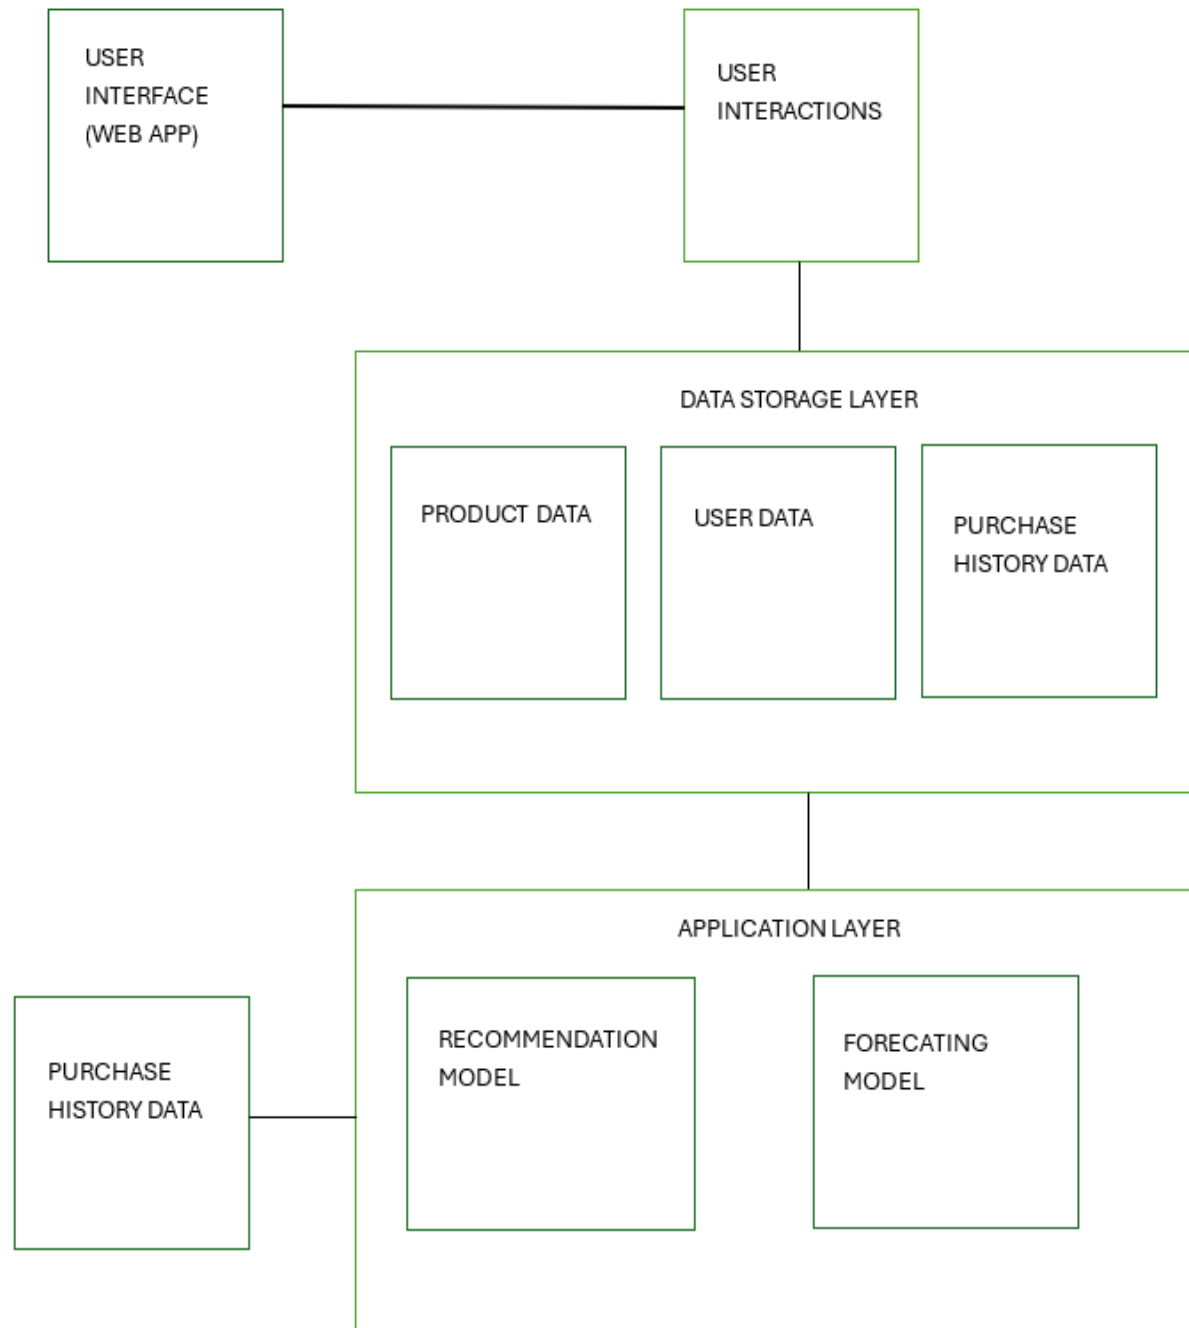 USER
INTERFACE
(WEB APP)
USER
INTERACTIONS
DATA STORAGE LAYER
PRODUCT DATA
USER DATA
PURCHASE
HISTORY DATA
APPLICATION LAYER
RECOMMENDATION
MODEL
FORECATING
MODEL
PURCHASE
HISTORY DATA